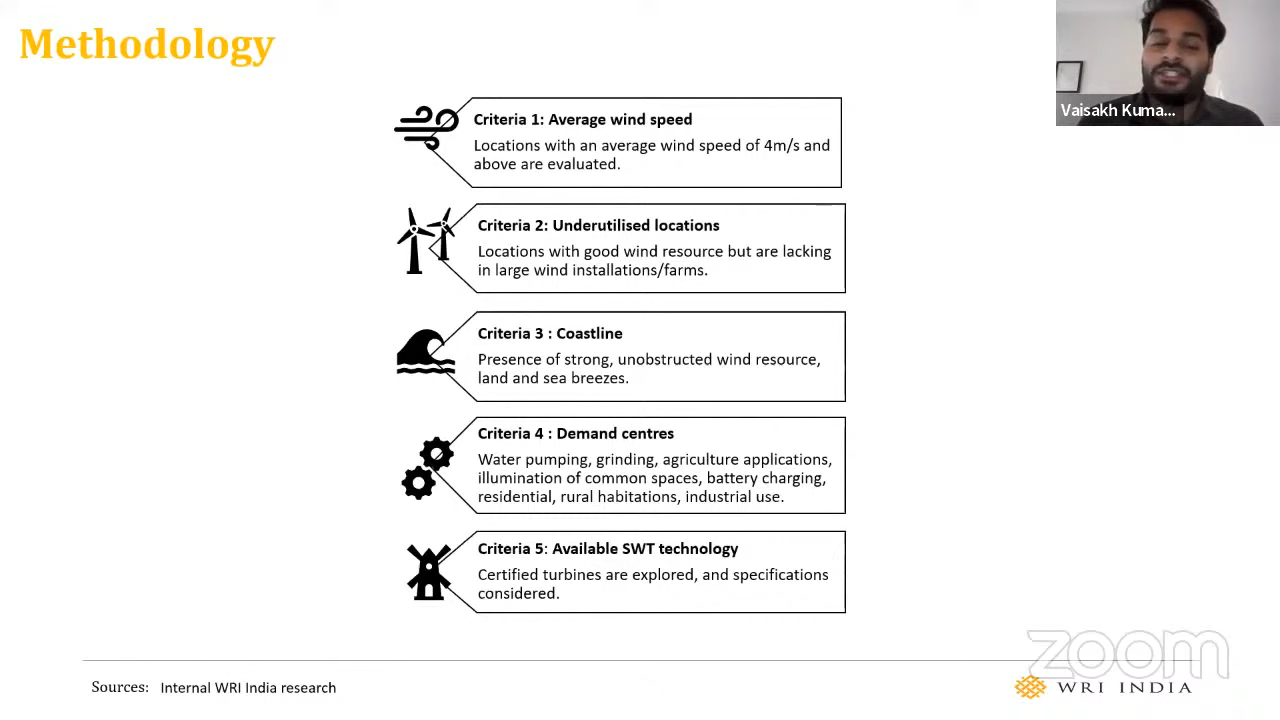 Methodology
Vaisakh Kuma...
Criteria 1: Average wind speed
Locations with an average wind speed of 4m/s and
above are evaluated.
Criteria 2: Underutilised locations
Locations with good wind resource but are lacking
in large wind installations/farms.
Criteria 3 : Coastline
Presence of strong, unobstructed wind resource,
land and sea breezes.
Criteria 4 : Demand centres
Water pumping, grinding, agriculture applications,
illumination of common spaces, battery charging,
residential, rural habitations, industrial use.
Criteria 5: Available SWT technology
Certified turbines are explored, and specifications
considered.
zoom
Sources: Internal WRI India research
WRI INDIA